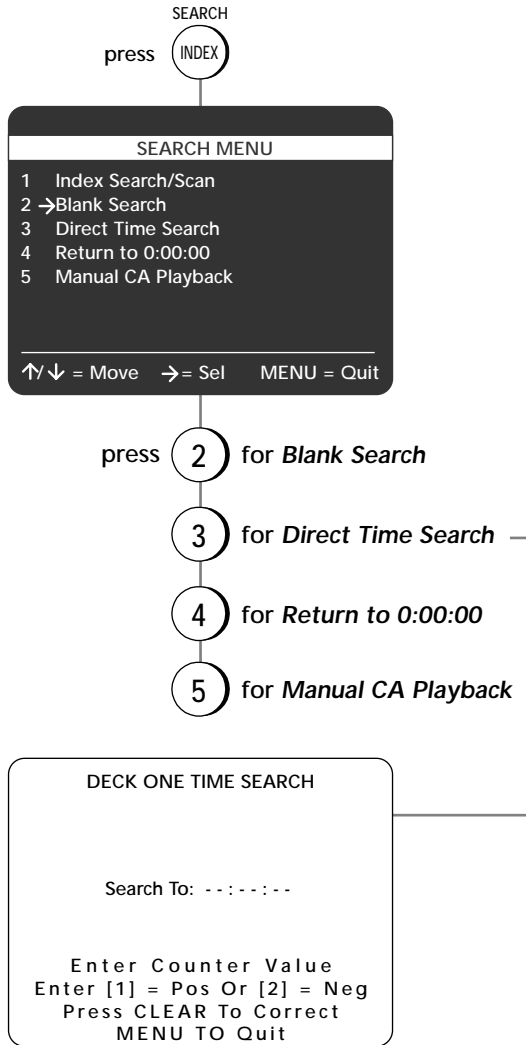 SEARCH
press INDEX
SEARCH MENU
1 Index Search/Scan
2 →Blank Search
3 Direct Time Search
4 Return to 0:00:00
5 Manual CA Playback
↑/↓ = Move →= Sel MENU = Quit
press 2 for Blank Search
3 for Direct Time Search
4 for Return to 0:00:00
5 for Manual CA Playback
DECK ONE TIME SEARCH
Search To: - - : - - : - -
Enter Counter Value
Enter [1] = Pos Or [2] = Neg
Press CLEAR To Correct
MENU TO Quit